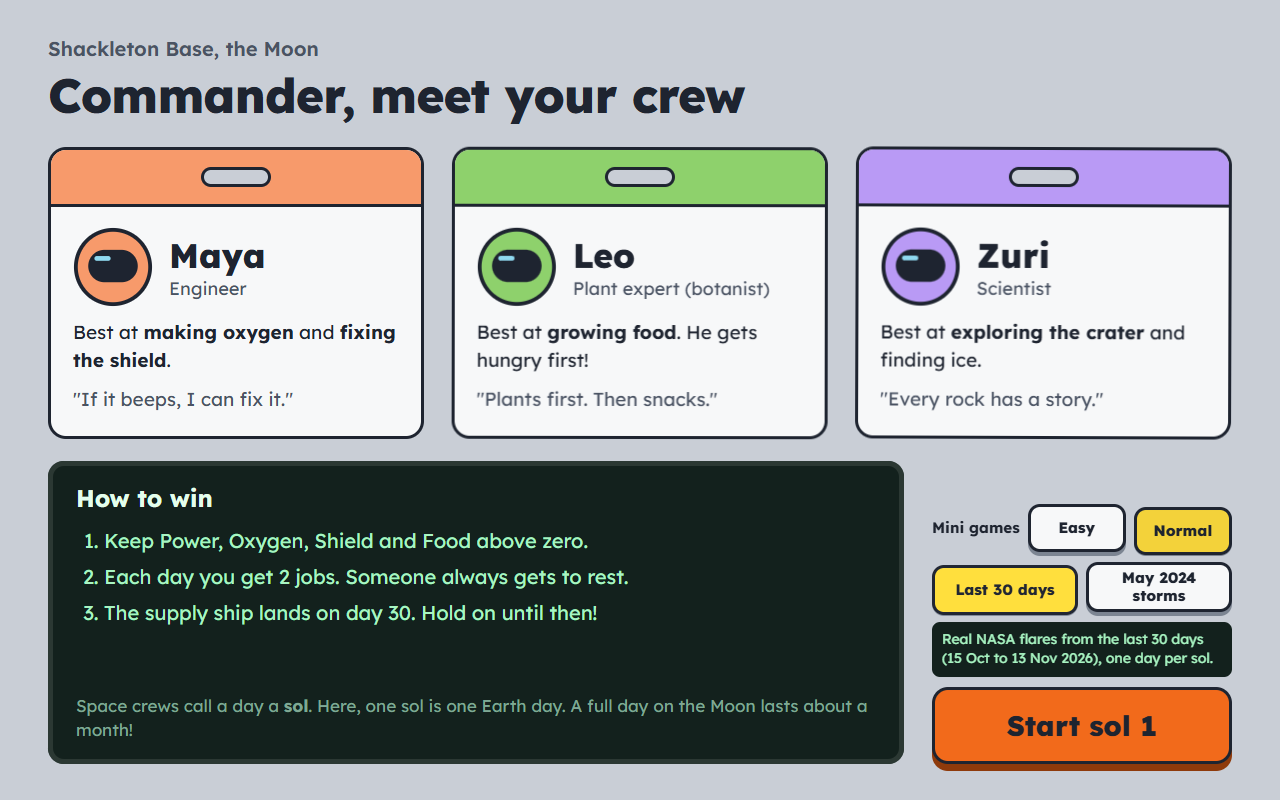 Shackleton Base, the Moon
Commander, meet your crew
Maya
Engineer
Best at making oxygen and fixing
the shield.
"If it beeps, I can fix it."
Leo
Plant expert (botanist)
Best at growing food. He gets
hungry first!
"Plants first. Then snacks."
Zuri
Scientist
Best at exploring the crater and
finding ice.
"Every rock has a story."
How to win
1. Keep Power, Oxygen, Shield and Food above zero.
2. Each day you get 2 jobs. Someone always gets to rest.
3. The supply ship lands on day 30. Hold on until then!
Space crews call a day a sol. Here, one sol is one Earth day. A full day on the Moon lasts about a
month!
Mini games
Easy
Normal
Last 30 days
May 2024
storms
Real NASA flares from the last 30 days
(15 Oct to 13 Nov 2026), one day per sol.
Start sol 1